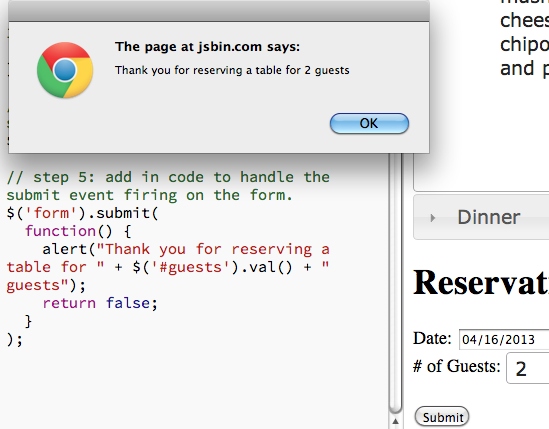 The page at jsbin.com says:
Thank you for reserving a table for 2 guests
OK
// step 5: add in code to handle the
submit event firing on the form.
$('form').submit(
function() {
alert("Thank you for reserving a
table for " + $('#guests').val() + "
guests");
return false;
}
);
chipo
and p
Dinner
Reservat
Date: 04/16/2013
# of Guests: 2
Submit